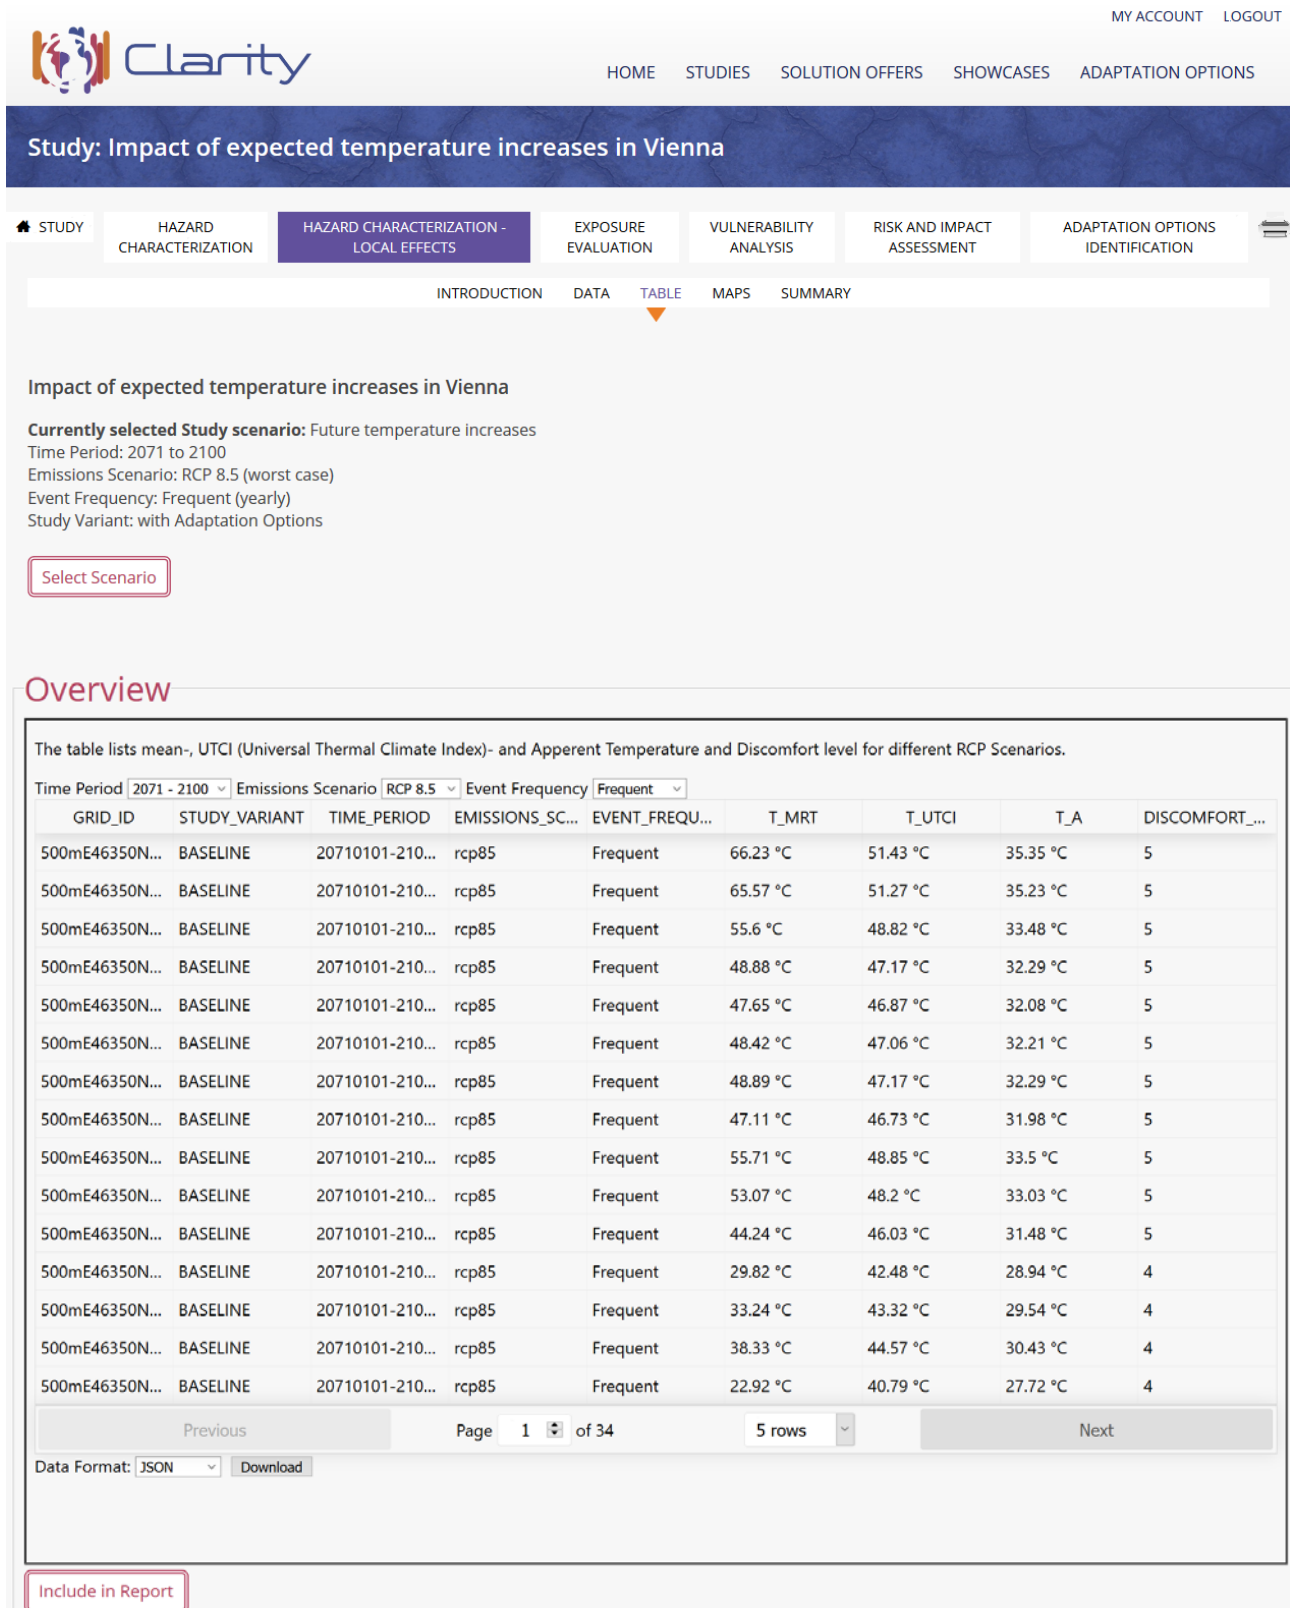 MY ACCOUNT LOGOUT
Clarity
HOME STUDIES SOLUTION OFFERS SHOWCASES ADAPTATION OPTIONS
Study: Impact of expected temperature increases in Vienna
STUDY HAZARD CHARACTERIZATION HAZARD CHARACTERIZATION - LOCAL EFFECTS EXPOSURE EVALUATION VULNERABILITY ANALYSIS RISK AND IMPACT ASSESSMENT ADAPTATION OPTIONS IDENTIFICATION
INTRODUCTION DATA TABLE MAPS SUMMARY
Impact of expected temperature increases in Vienna
Currently selected Study scenario: Future temperature increases
Time Period: 2071 to 2100
Emissions Scenario: RCP 8.5 (worst case)
Event Frequency: Frequent (yearly)
Study Variant: with Adaptation Options
Select Scenario
Overview
The table lists mean-, UTCI (Universal Thermal Climate Index)- and Apperent Temperature and Discomfort level for different RCP Scenarios.
Time Period 2071 - 2100 Emissions Scenario RCP 8.5 Event Frequency Frequent
GRID_ID STUDY_VARIANT TIME_PERIOD EMISSIONS_SC... EVENT_FREQU... T_MRT T_UTCI T_A DISCOMFORT_...
500mE46350N... BASELINE 20710101-210... rcp85 Frequent 66.23 °C 51.43 °C 35.35 °C 5
500mE46350N... BASELINE 20710101-210... rcp85 Frequent 65.57 °C 51.27 °C 35.23 °C 5
500mE46350N... BASELINE 20710101-210... rcp85 Frequent 55.6 °C 48.82 °C 33.48 °C 5
500mE46350N... BASELINE 20710101-210... rcp85 Frequent 48.88 °C 47.17 °C 32.29 °C 5
500mE46350N... BASELINE 20710101-210... rcp85 Frequent 47.65 °C 46.87 °C 32.08 °C 5
500mE46350N... BASELINE 20710101-210... rcp85 Frequent 48.42 °C 47.06 °C 32.21 °C 5
500mE46350N... BASELINE 20710101-210... rcp85 Frequent 48.89 °C 47.17 °C 32.29 °C 5
500mE46350N... BASELINE 20710101-210... rcp85 Frequent 47.11 °C 46.73 °C 31.98 °C 5
500mE46350N... BASELINE 20710101-210... rcp85 Frequent 55.71 °C 48.85 °C 33.5 °C 5
500mE46350N... BASELINE 20710101-210... rcp85 Frequent 53.07 °C 48.2 °C 33.03 °C 5
500mE46350N... BASELINE 20710101-210... rcp85 Frequent 44.24 °C 46.03 °C 31.48 °C 5
500mE46350N... BASELINE 20710101-210... rcp85 Frequent 29.82 °C 42.48 °C 28.94 °C 4
500mE46350N... BASELINE 20710101-210... rcp85 Frequent 33.24 °C 43.32 °C 29.54 °C 4
500mE46350N... BASELINE 20710101-210... rcp85 Frequent 38.33 °C 44.57 °C 30.43 °C 4
500mE46350N... BASELINE 20710101-210... rcp85 Frequent 22.92 °C 40.79 °C 27.72 °C 4
Previous Page 1 of 34 5 rows Next
Data Format: JSON Download
Include in Report